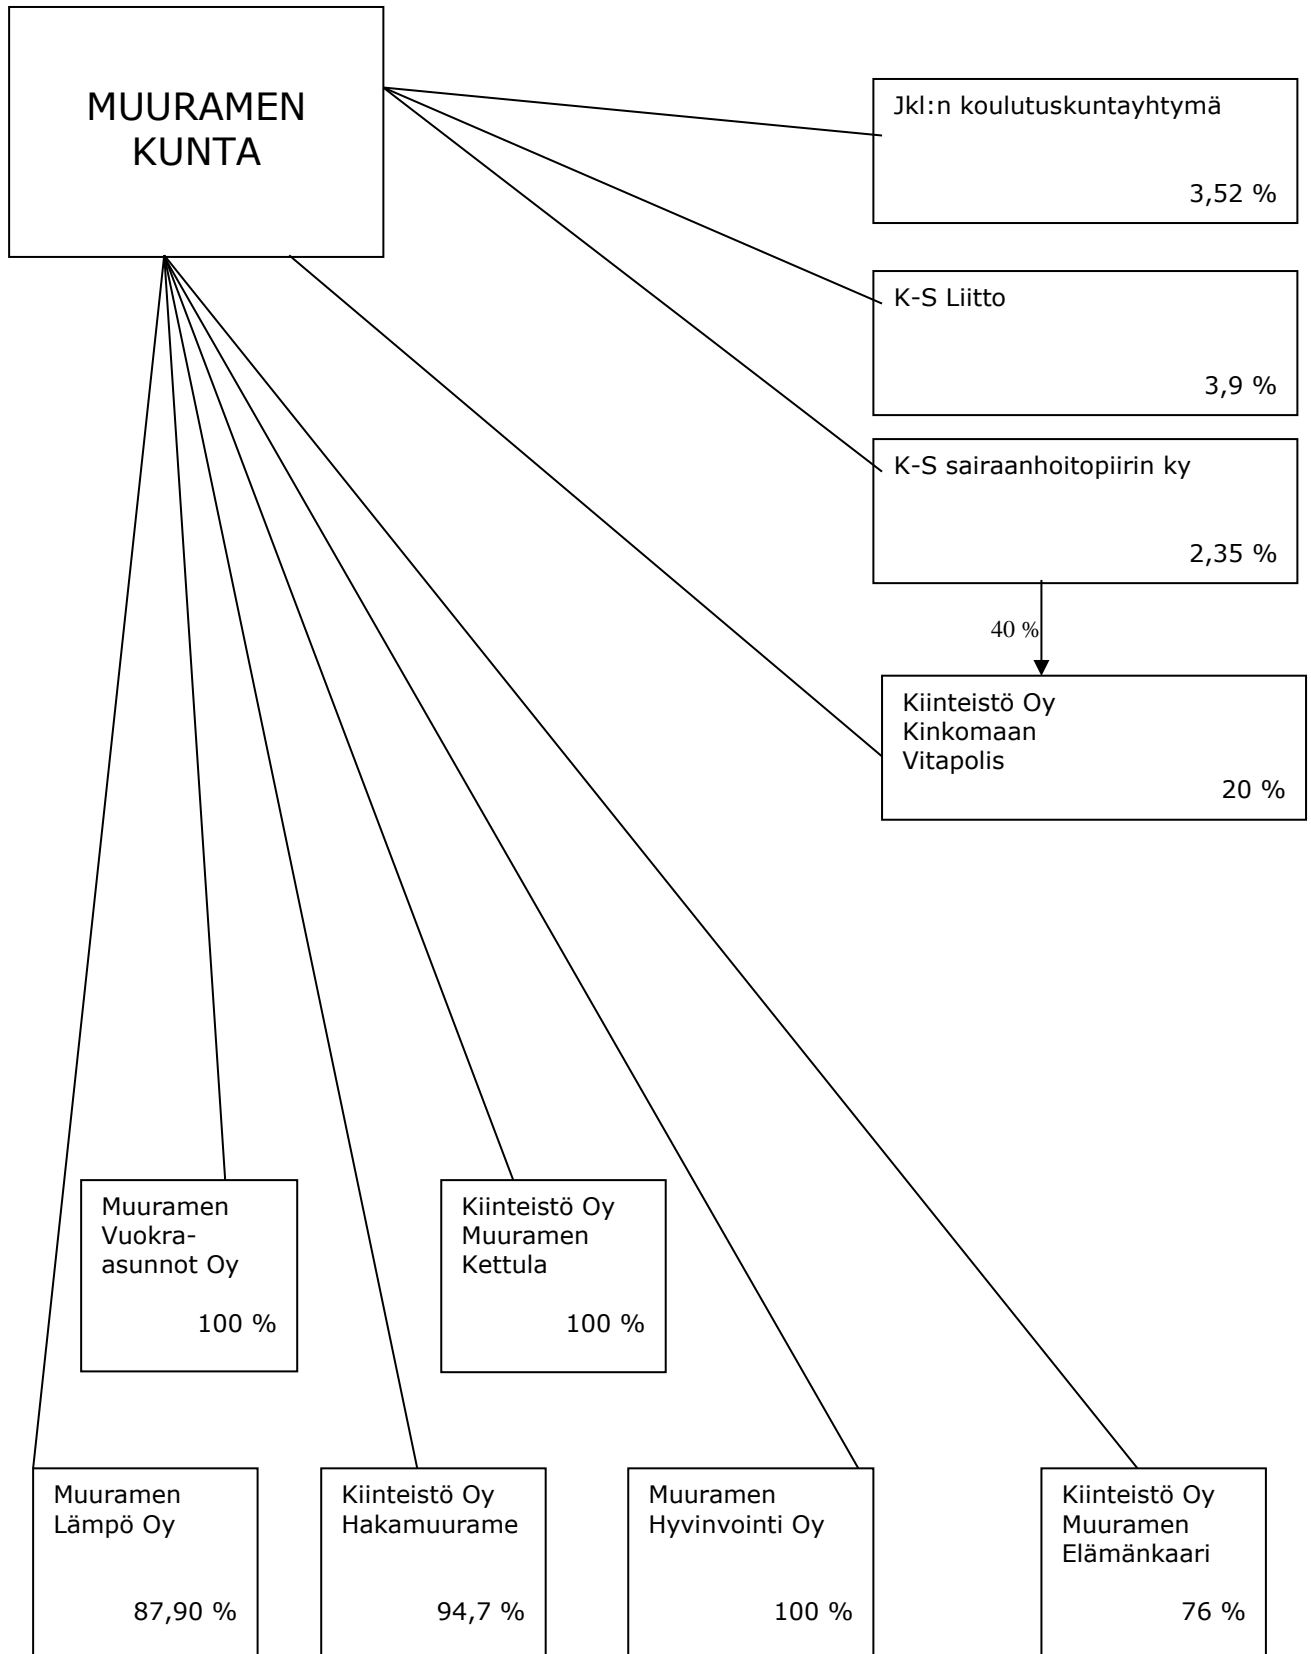 MUURAMEN
KUNTA
Jkl:n koulutuskuntayhtymä
3,52 %
K-S Liitto
3,9 %
K-S sairaanhoitopiirin ky
2,35 %
40 %
Kiinteistö Oy
Kinkomaan
Vitapolis
20 %
Muuramen
Vuokra-
asunnot Oy
100 %
Kiinteistö Oy
Muuramen
Kettula
100 %
Muuramen
Lämpö Oy
87,90 %
Kiinteistö Oy
Hakamuurame
94,7 %
Muuramen
Hyvinvointi Oy
100 %
Kiinteistö Oy
Muuramen
Elämänkaari
76 %